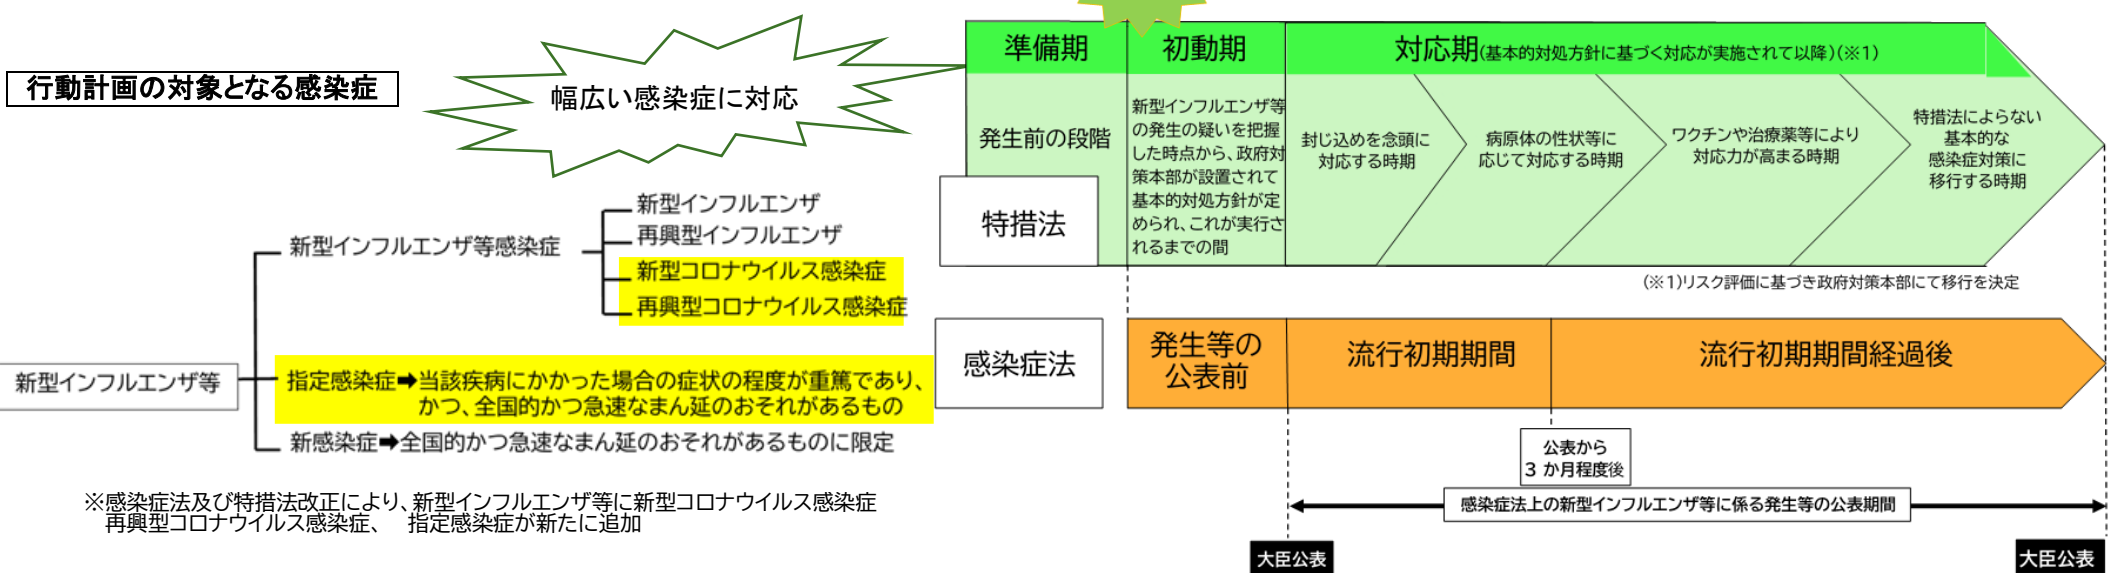 行動計画の対象となる感染症
幅広い感染症に対応
新型インフルエンザ等
新型インフルエンザ等感染症
新型インフルエンザ
再興型インフルエンザ
新型コロナウイルス感染症
再興型コロナウイルス感染症
指定感染症➡当該疾病にかかった場合の症状の程度が重篤であり、
かつ、全国的かつ急速なまん延のおそれがあるもの
新感染症➡全国的かつ急速なまん延のおそれがあるものに限定
※感染症法及び特措法改正により、新型インフルエンザ等に新型コロナウイルス感染症
再興型コロナウイルス感染症、 指定感染症が新たに追加
準備期
初動期
対応期(基本的対処方針に基づく対応が実施されて以降)(※1)
発生前の段階
新型インフルエンザ等
の発生の疑いを把握
した時点から、政府対
策本部が設置されて
基本的対処方針が定
められ、これが実行さ
れるまでの間
封じ込めを念頭に
対応する時期
病原体の性状等に
応じて対応する時期
ワクチンや治療薬等により
対応力が高まる時期
特措法によらない
基本的な
感染症対策に
移行する時期
特措法
(※1)リスク評価に基づき政府対策本部にて移行を決定
感染症法
発生等の
公表前
流行初期期間
流行初期期間経過後
公表から
3 か月程度後
感染症法上の新型インフルエンザ等に係る発生等の公表期間
大臣公表
大臣公表